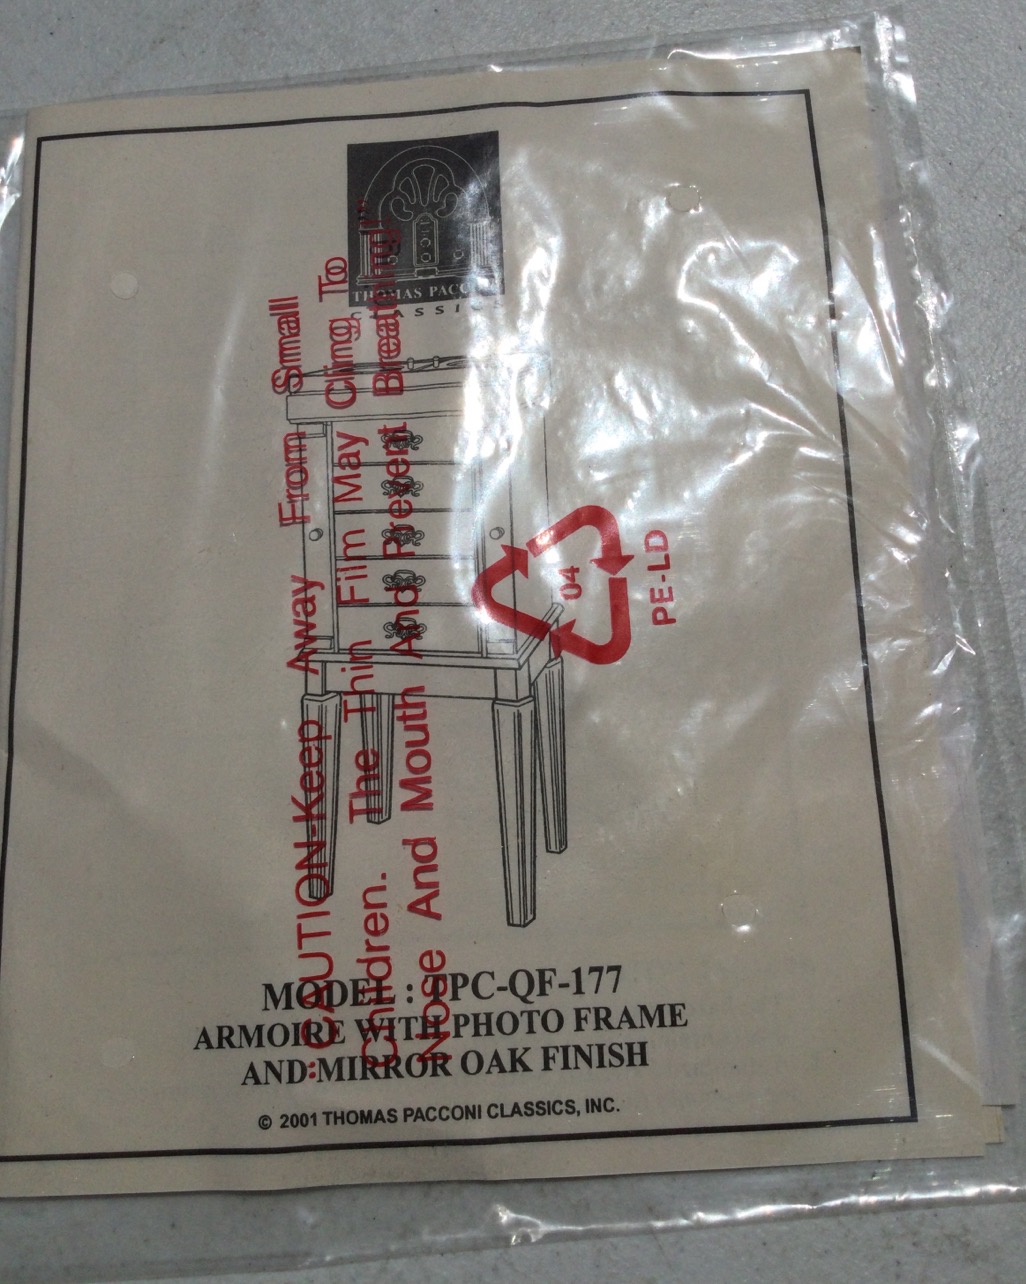 THOMAS PACCONI
CLASSICS
MODEL : TPC-QF-177
ARMOIRE WITH PHOTO FRAME
AND MIRROR OAK FINISH
© 2001 THOMAS PACCONI CLASSICS, INC.
"CAUTION-Keep Away From Small
Children. The Thin Film May Cling To
Nose And Mouth And Prevent Breathing!"
04
PE-LD